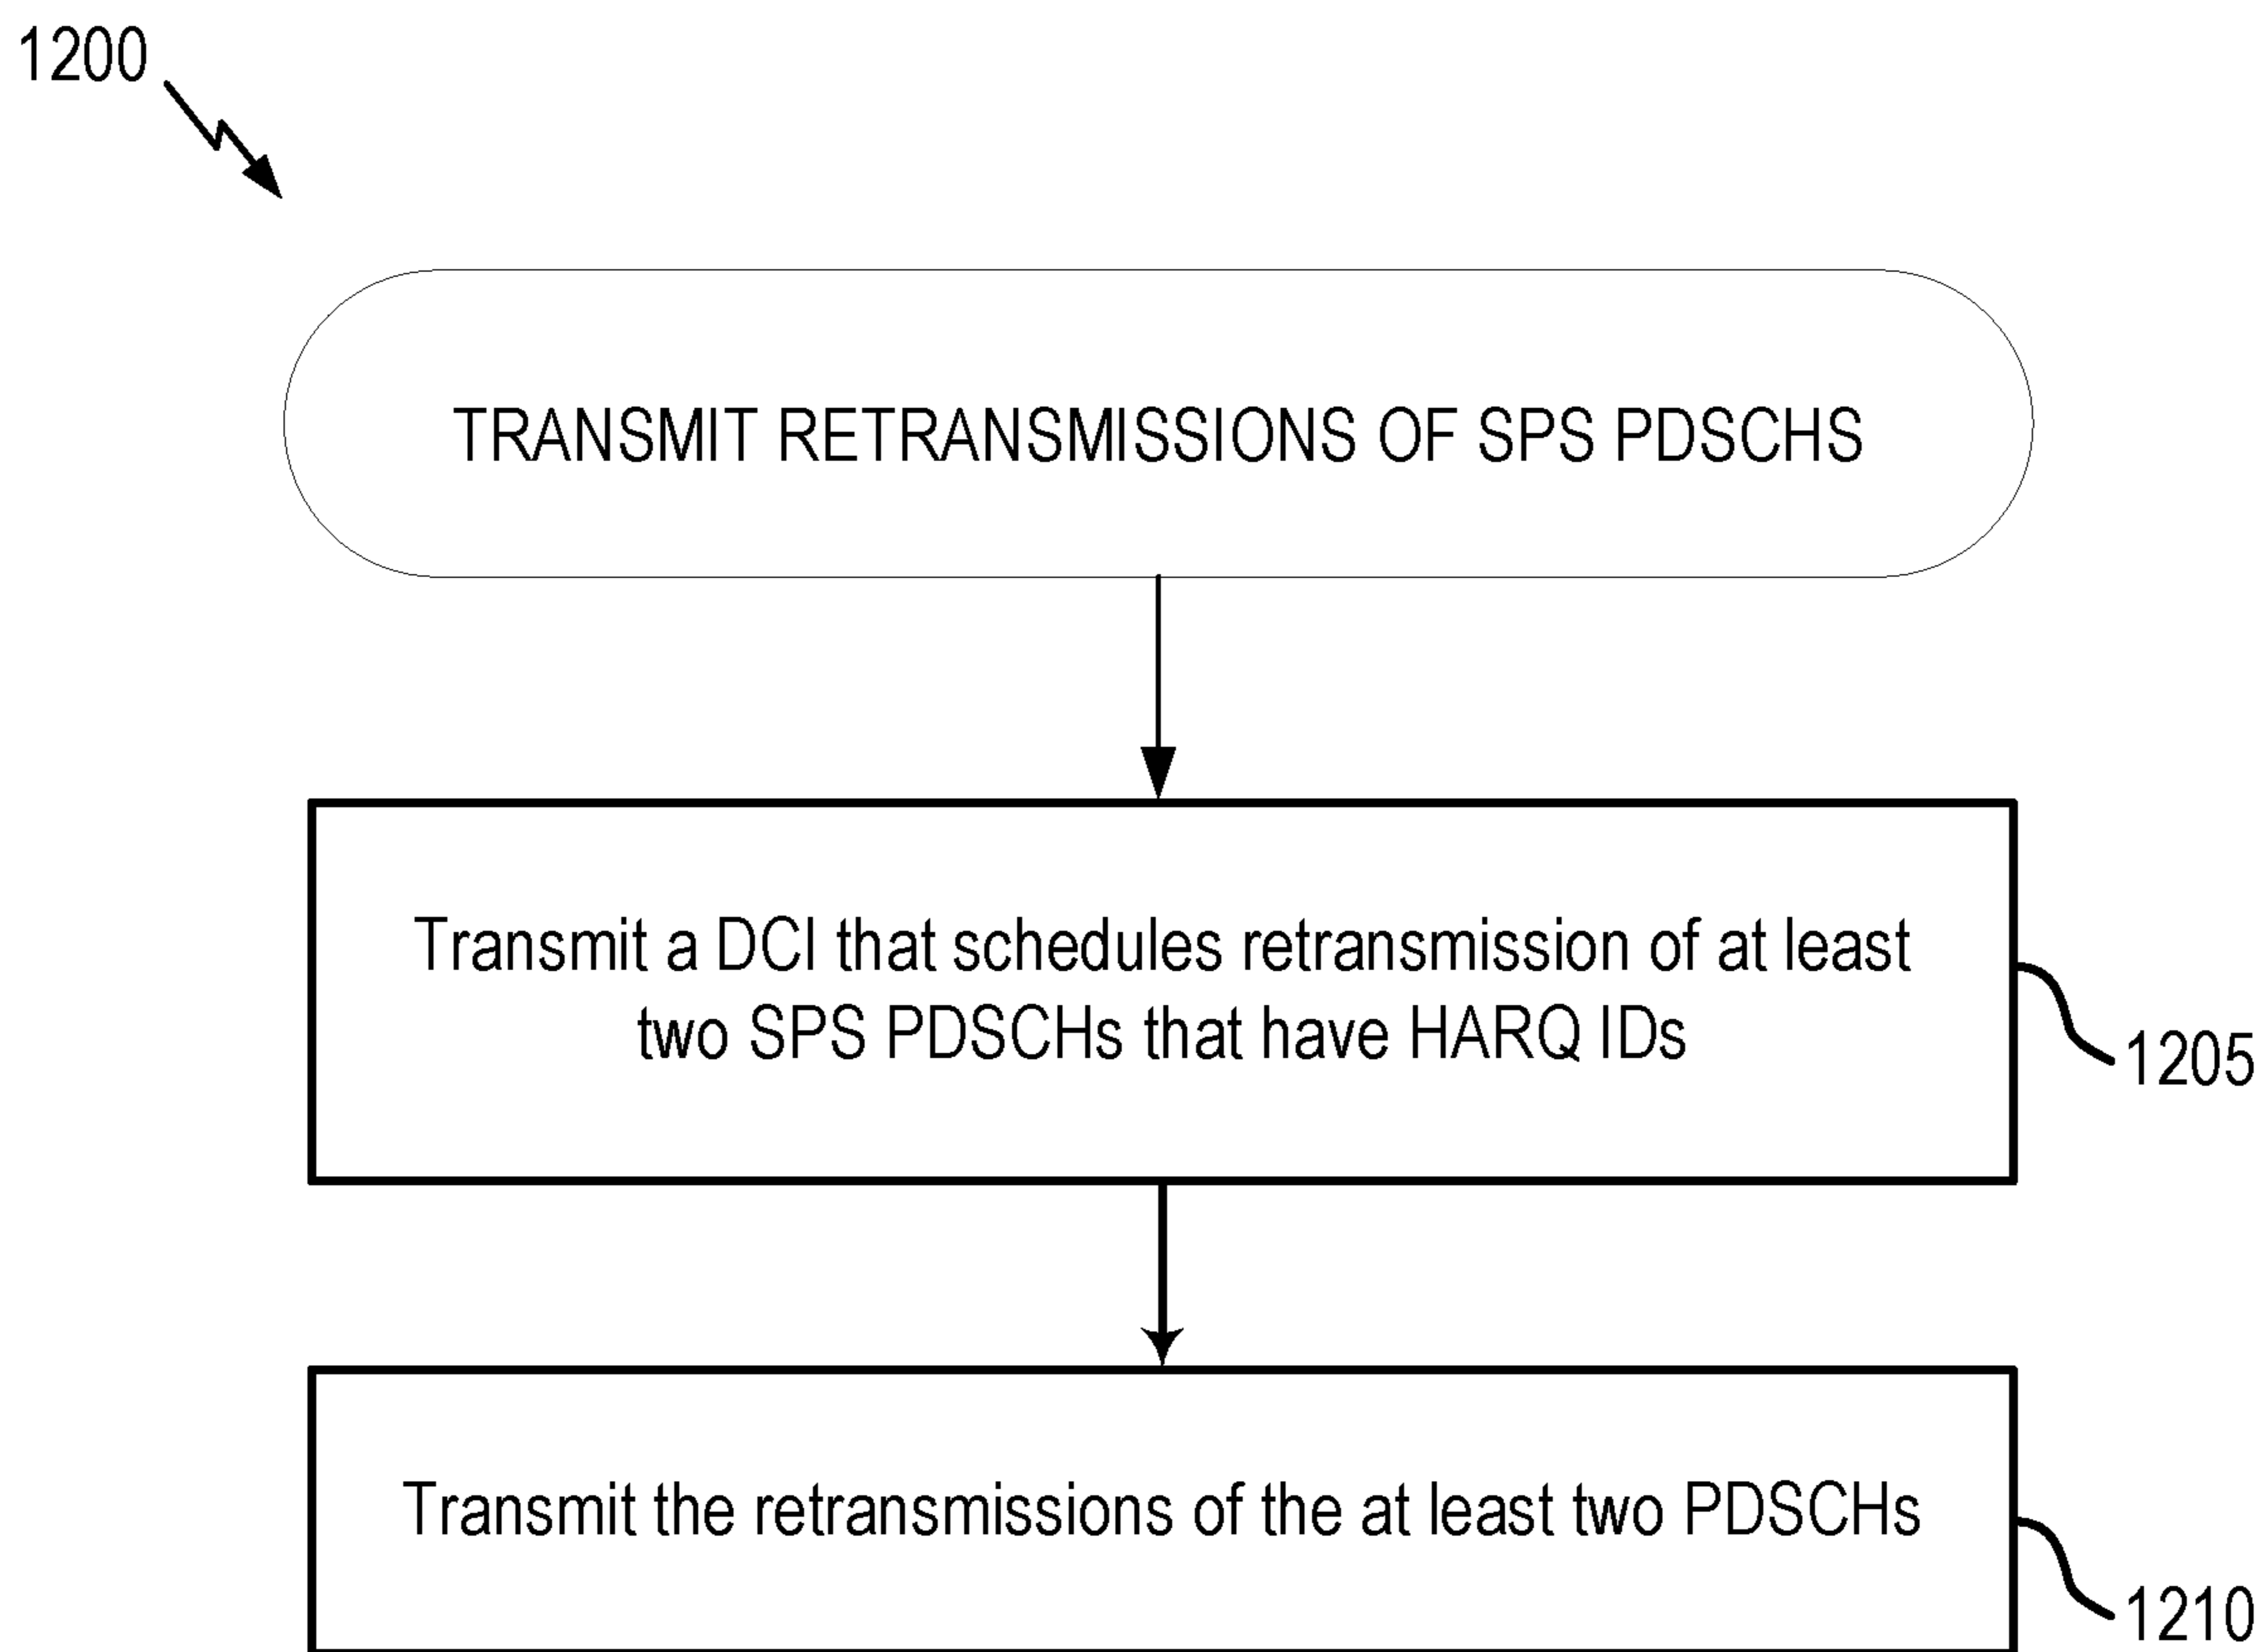 1200
TRANSMIT RETRANSMISSIONS OF SPS PDSCHS
Transmit a DCI that schedules retransmission of at least
two SPS PDSCHs that have HARQ IDs
1205
Transmit the retransmissions of the at least two PDSCHs
1210